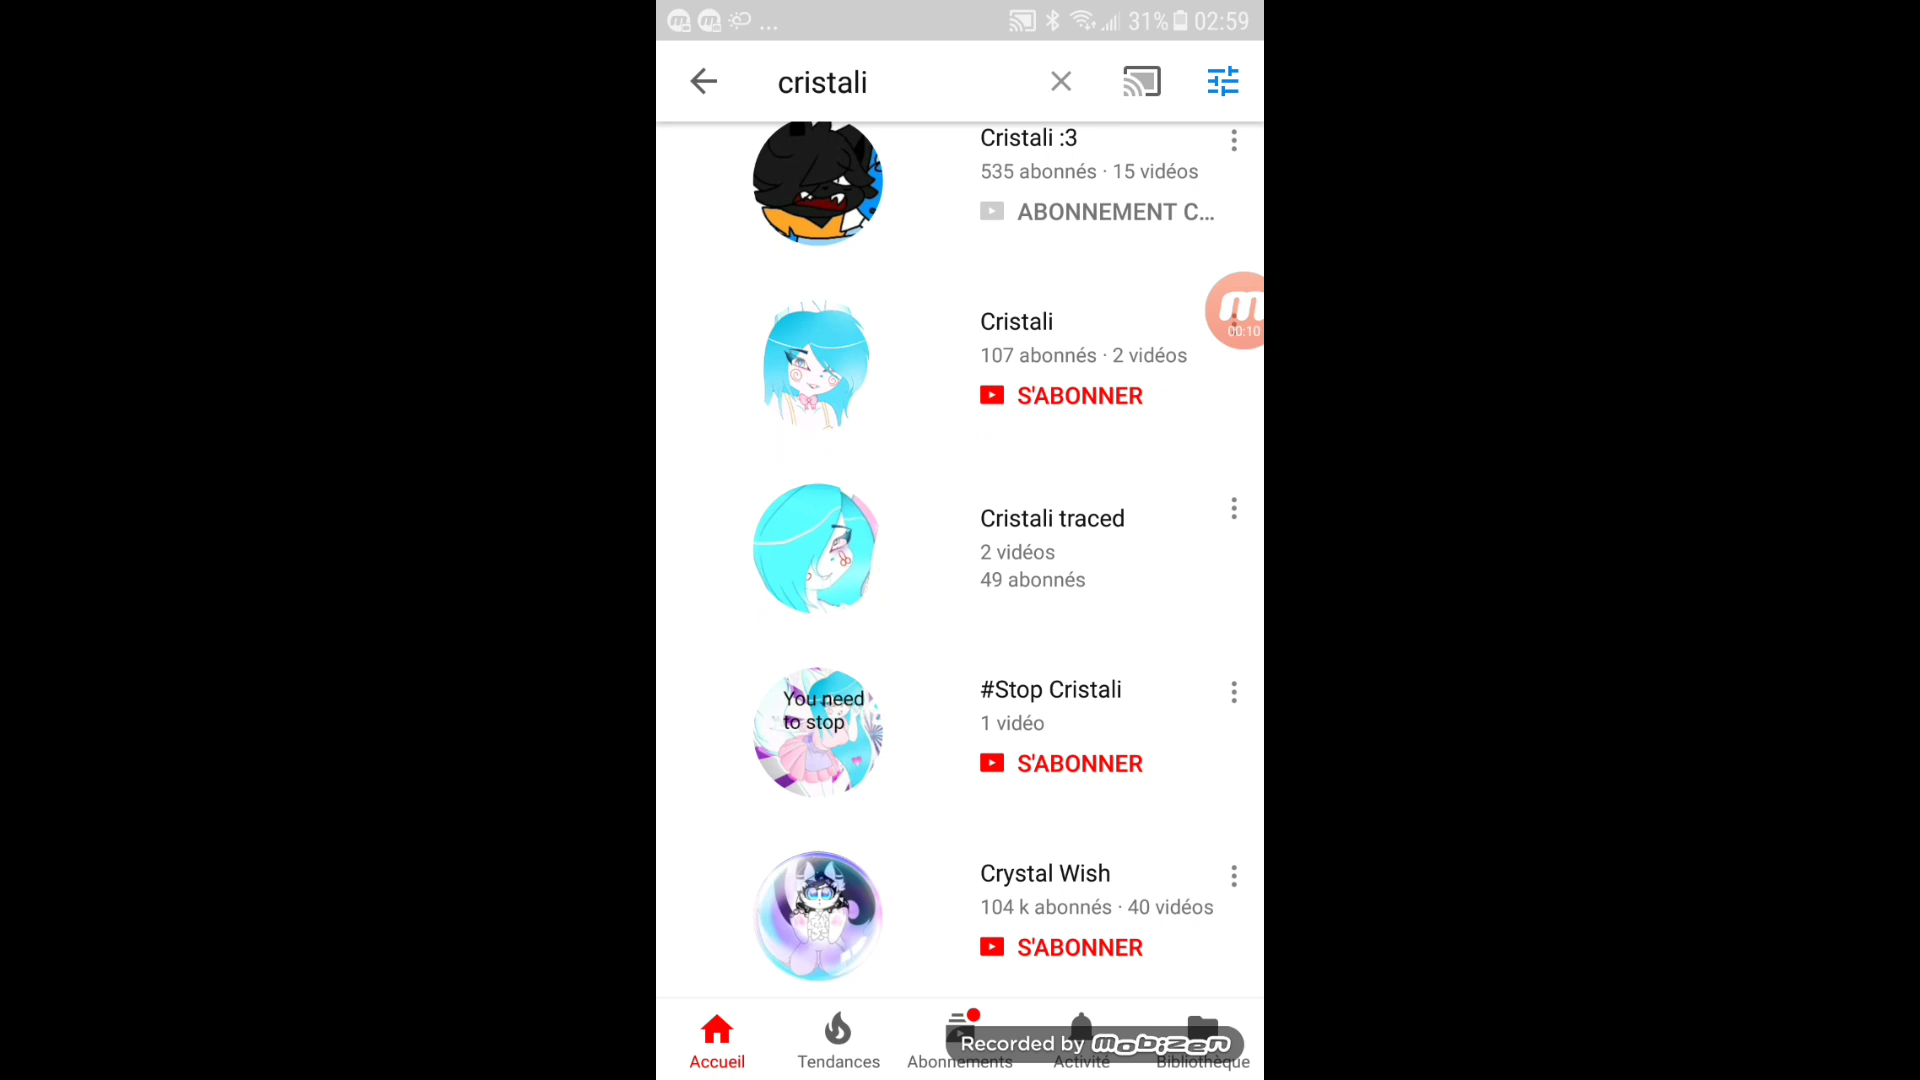 31% 02:59
cristali
Cristali :3
535 abonnés · 15 vidéos
ABONNEMENT C...
00:10
Cristali
107 abonnés · 2 vidéos
S'ABONNER
Cristali traced
2 vidéos
49 abonnés
You need
to stop
#Stop Cristali
1 vidéo
S'ABONNER
Crystal Wish
104 k abonnés · 40 vidéos
S'ABONNER
Recorded by mobizen
Accueil Tendances Abonnements Activité Bibliothèque